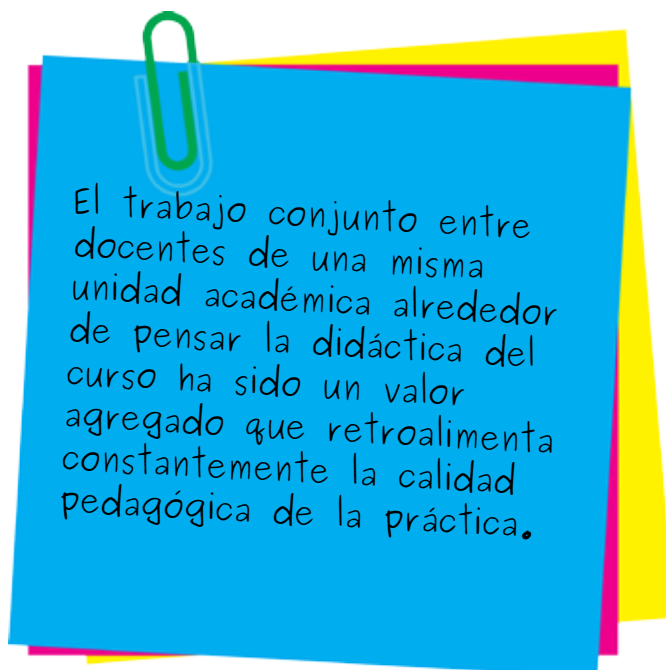 El trabajo conjunto entre
docentes de una misma
unidad académica alrededor
de pensar la didáctica del
curso ha sido un valor
agregado que retroalimenta
constantemente la calidad
pedagógica de la práctica.